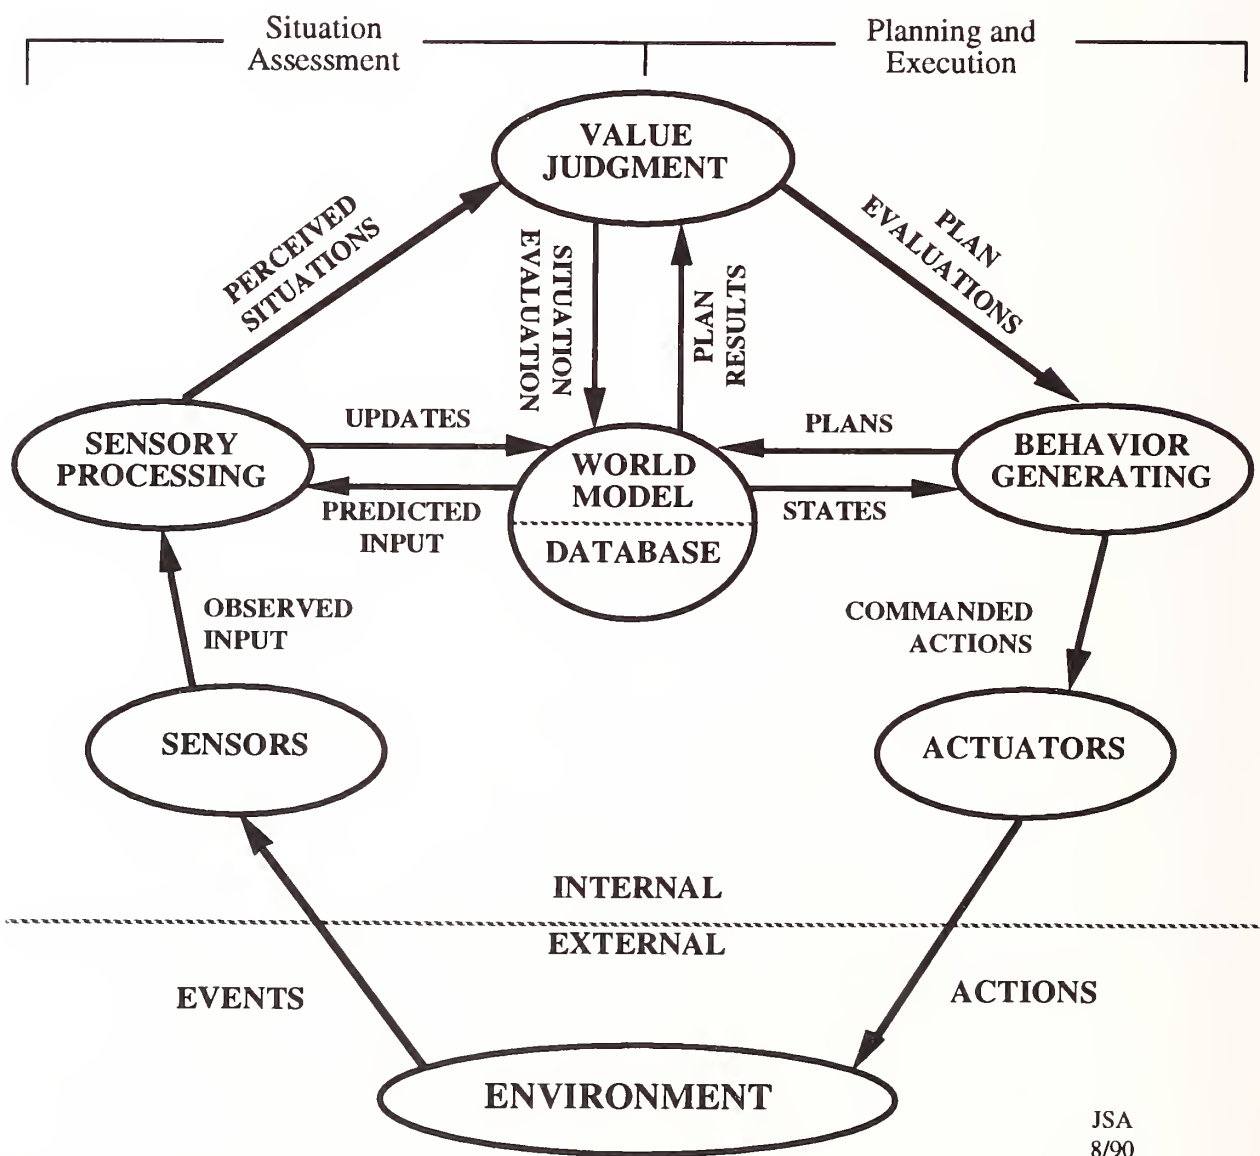 Situation
Assessment
Planning and
Execution
VALUE
JUDGMENT
PERCEIVED
SITUATIONS
SITUATION
EVALUATION
PLAN
RESULTS
PLAN
EVALUATIONS
SENSORY
PROCESSING
UPDATES
PREDICTED
INPUT
WORLD
MODEL
DATABASE
PLANS
STATES
BEHAVIOR
GENERATING
OBSERVED
INPUT
COMMANDED
ACTIONS
SENSORS
ACTUATORS
INTERNAL
EXTERNAL
EVENTS
ACTIONS
ENVIRONMENT
JSA
8/90